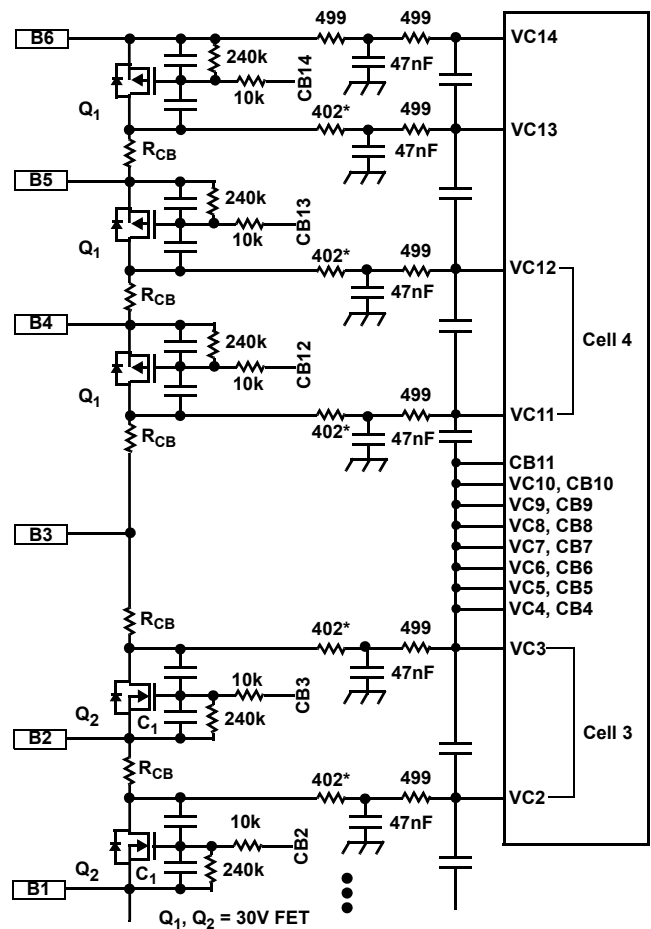 499 499
B6 VC14
240k 47nF
CB14
10k
Q1
402* 499
VC13
RCB 47nF
B5
240k
CB13
10k
Q1 402* 499
VC12
RCB 47nF
B4
240k Cell 4
CB12
10k
Q1 499
VC11
402* 47nF
RCB
CB11
VC10, CB10
VC9, CB9
B3 VC8, CB8
VC7, CB7
VC6, CB6
VC5, CB5
VC4, CB4
RCB
402* 499
VC3
10k 47nF
CB3
Q2 C1 240k
B2 Cell 3
RCB
402* 499
VC2
10k 47nF
CB2
Q2 C1 240k
B1
Q1, Q2 = 30V FET